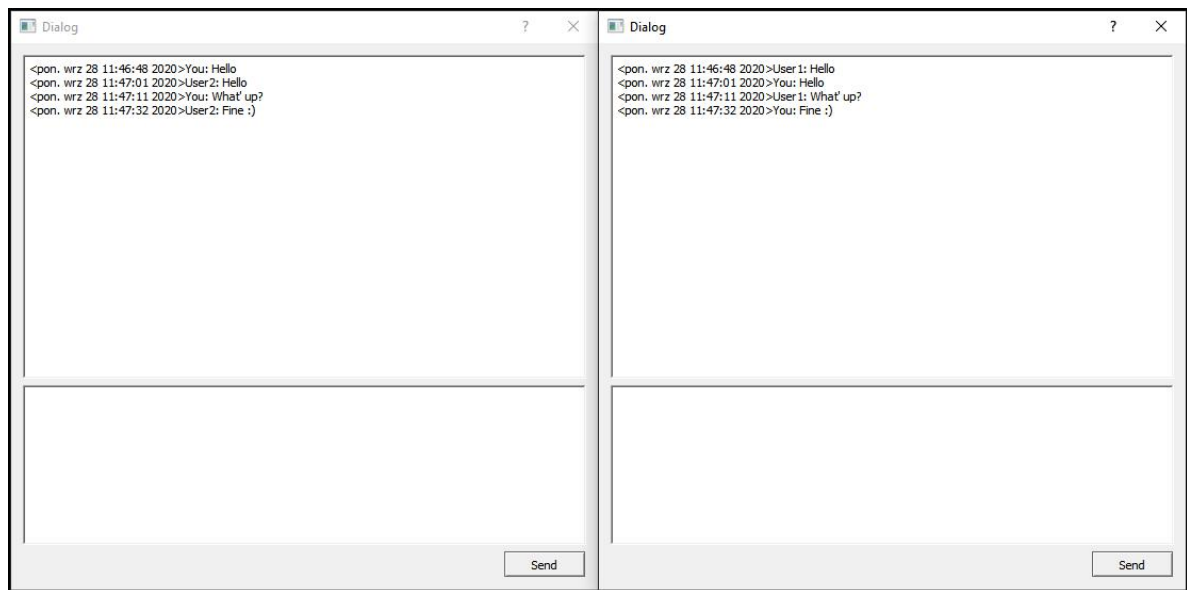 Dialog
?
×
<pon. wrz 28 11:46:48 2020>You: Hello
<pon. wrz 28 11:47:01 2020>User2: Hello
<pon. wrz 28 11:47:11 2020>You: What' up?
<pon. wrz 28 11:47:32 2020>User2: Fine :)
Send
Dialog
?
×
<pon. wrz 28 11:46:48 2020>User1: Hello
<pon. wrz 28 11:47:01 2020>You: Hello
<pon. wrz 28 11:47:11 2020>User1: What' up?
<pon. wrz 28 11:47:32 2020>You: Fine :)
Send